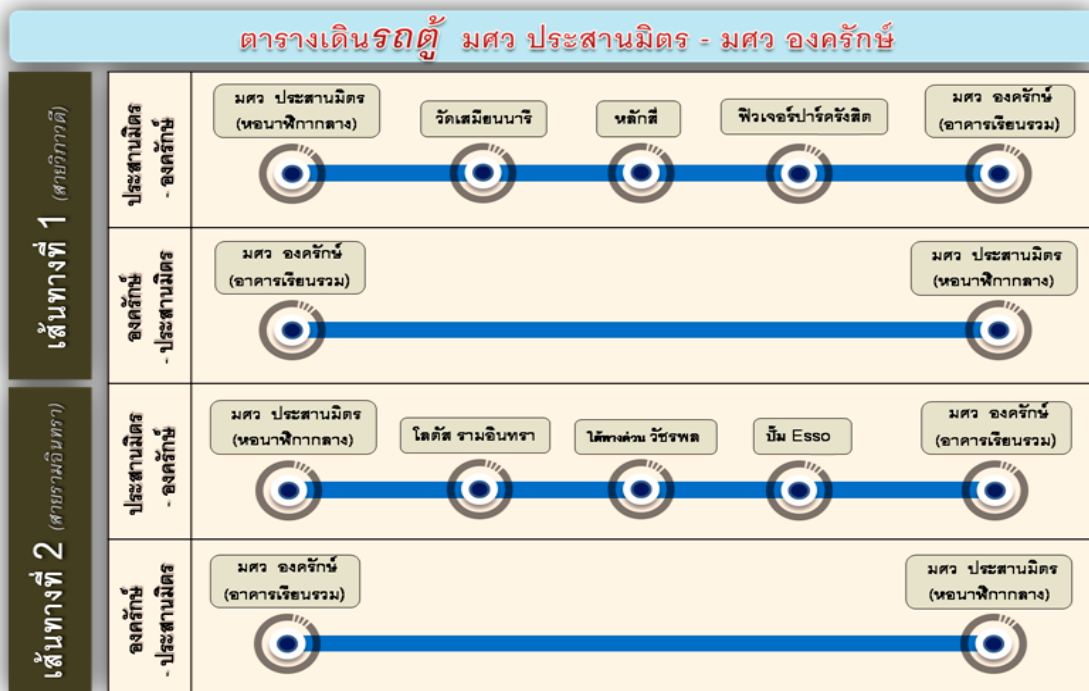 ตารางเดินรถตู้ มศว ประสานมิตร - มศว องครักษ์
เส้นทางที่ 1 (สายวิภาวดี)
ประสานมิตร
- องครักษ์
มศว ประสานมิตร
(หอนาฬิกากลาง)
วัดเสมียนนารี
หลักสี่
ฟิวเจอร์ปาร์ครังสิต
มศว องครักษ์
(อาคารเรียนรวม)
องครักษ์
- ประสานมิตร
มศว องครักษ์
(อาคารเรียนรวม)
มศว ประสานมิตร
(หอนาฬิกากลาง)
เส้นทางที่ 2 (สายรามอินทรา)
ประสานมิตร
- องครักษ์
มศว ประสานมิตร
(หอนาฬิกากลาง)
โลตัส รามอินทรา
ใต้ทางด่วน วัชรพล
ปั๊ม Esso
มศว องครักษ์
(อาคารเรียนรวม)
องครักษ์
- ประสานมิตร
มศว องครักษ์
(อาคารเรียนรวม)
มศว ประสานมิตร
(หอนาฬิกากลาง)